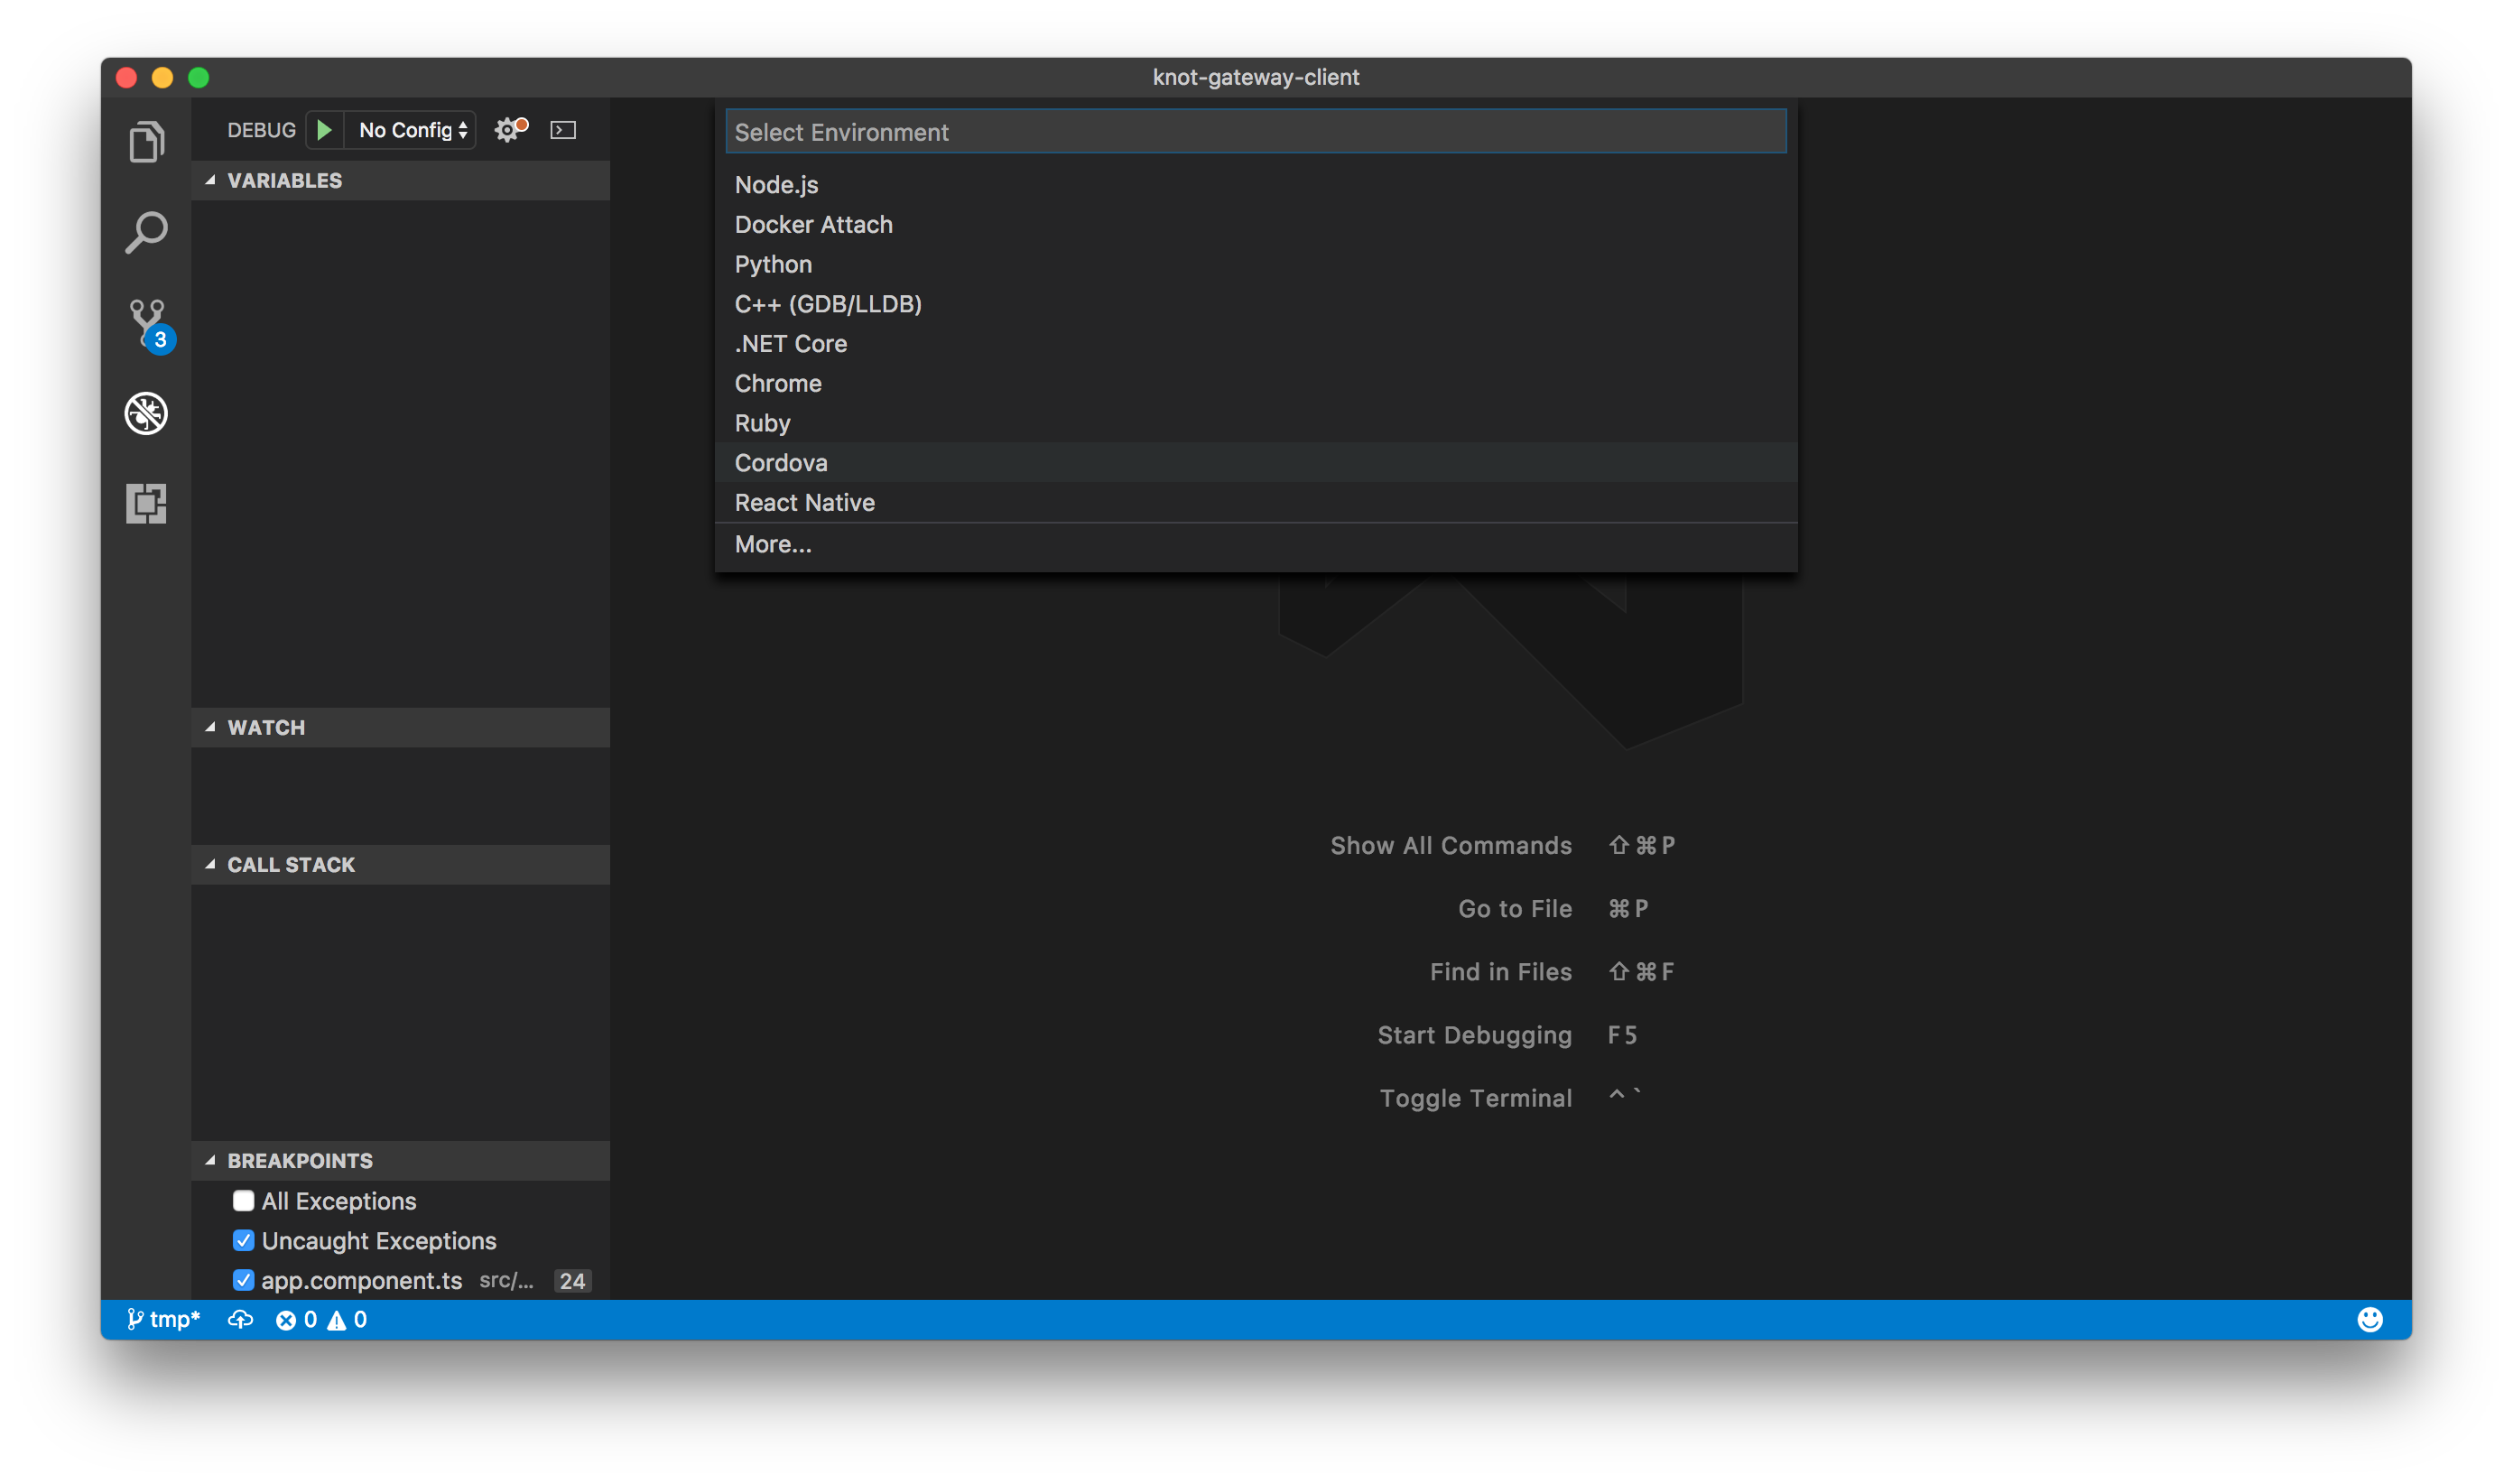 knot-gateway-client
DEBUG No Config
VARIABLES
WATCH
CALL STACK
BREAKPOINTS
All Exceptions
Uncaught Exceptions
app.component.ts src/... 24
3
Select Environment
Node.js
Docker Attach
Python
C++ (GDB/LLDB)
.NET Core
Chrome
Ruby
Cordova
React Native
More...
Show All Commands ⇧⌘P
Go to File ⌘P
Find in Files ⇧⌘F
Start Debugging F5
Toggle Terminal ^`
tmp* 0 0